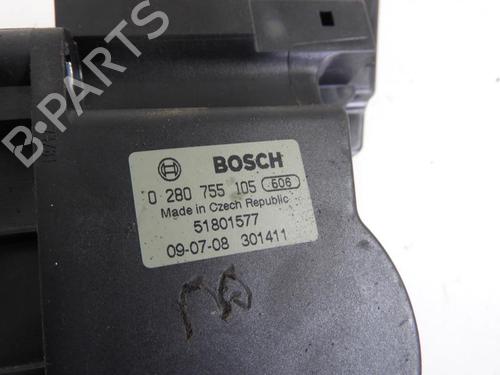 B-PARTS
BOSCH
0 280 755 105 606
Made in Czech Republic
51801577
09-07-08 301411